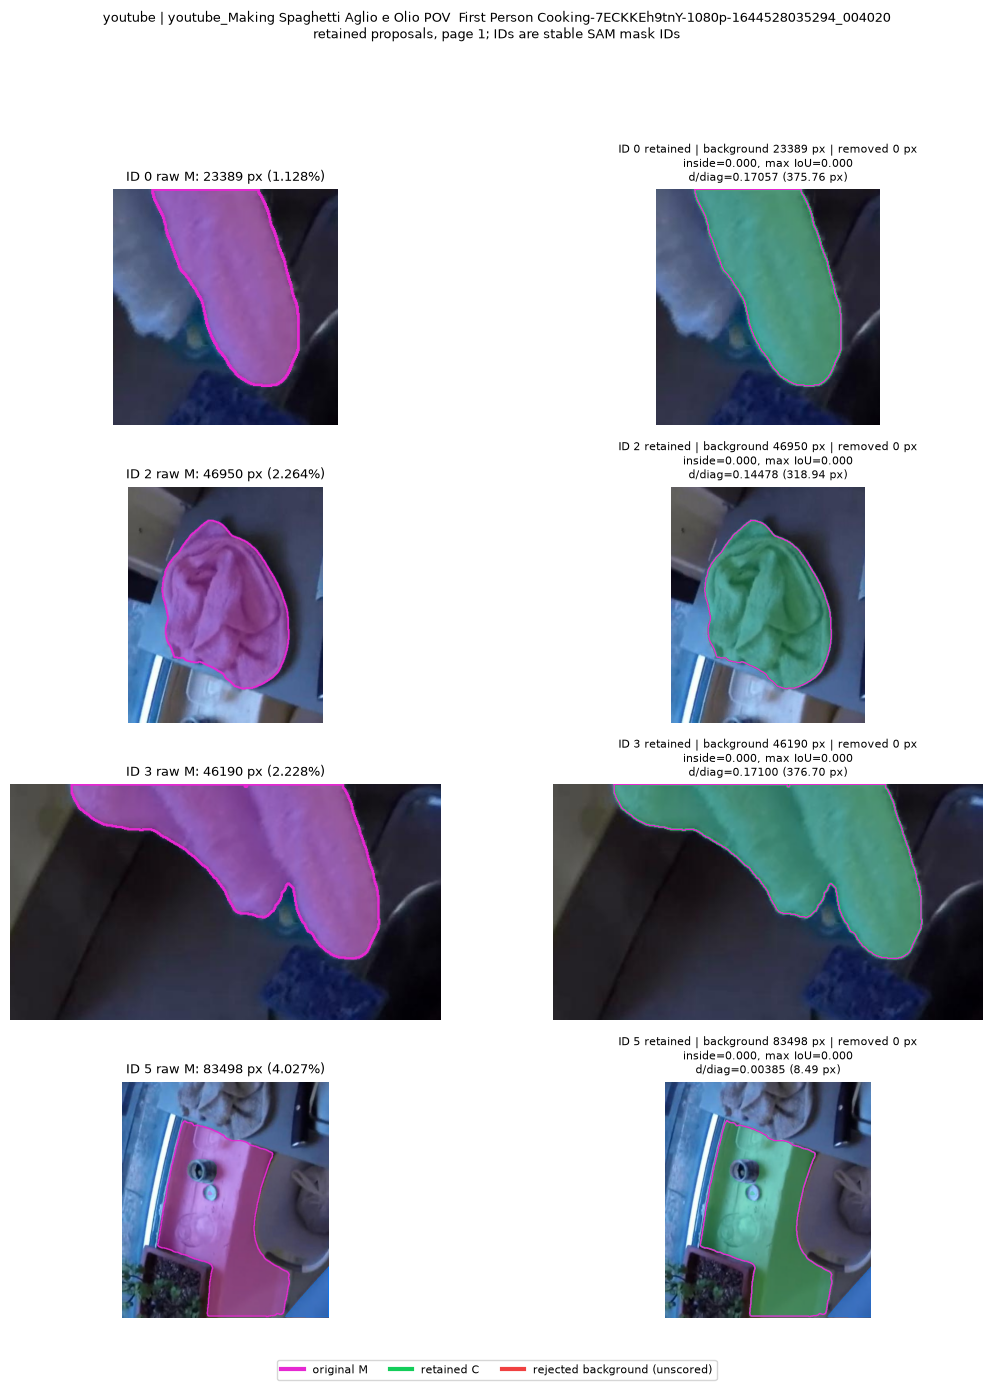 youtube | youtube_Making Spaghetti Aglio e Olio POV  First Person Cooking-7ECKKEh9tnY-1080p-1644528035294_004020
retained proposals, page 1; IDs are stable SAM mask IDs
ID 0 raw M: 23389 px (1.128%)
ID 0 retained | background 23389 px | removed 0 px
inside=0.000, max IoU=0.000
d/diag=0.17057 (375.76 px)
ID 2 raw M: 46950 px (2.264%)
ID 2 retained | background 46950 px | removed 0 px
inside=0.000, max IoU=0.000
d/diag=0.14478 (318.94 px)
ID 3 raw M: 46190 px (2.228%)
ID 3 retained | background 46190 px | removed 0 px
inside=0.000, max IoU=0.000
d/diag=0.17100 (376.70 px)
ID 5 raw M: 83498 px (4.027%)
ID 5 retained | background 83498 px | removed 0 px
inside=0.000, max IoU=0.000
d/diag=0.00385 (8.49 px)
original M
retained C
rejected background (unscored)